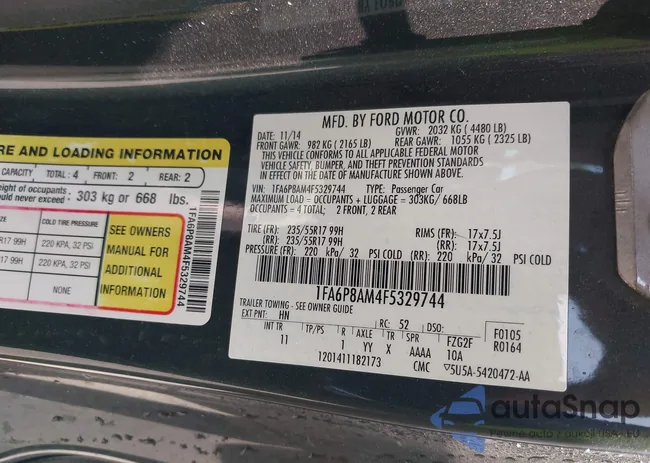 BY FORD
RE AND LOADING INFORMATION
CAPACITY TOTAL: 4 FRONT: 2 REAR: 2
eight of occupants
ould never exceed: 303 kg or 668 lbs.
COLD TIRE PRESSURE
R17 99H 220 KPA, 32 PSI
R17 99H 220 KPA, 32 PSI
NONE
SEE OWNERS
MANUAL FOR
ADDITIONAL
INFORMATION
1FA6P8AM4F5329744
MFD. BY FORD MOTOR CO.
DATE: 11/14 GVWR: 2032 KG ( 4480 LB)
FRONT GAWR: 982 KG ( 2165 LB) REAR GAWR: 1055 KG ( 2325 LB)
THIS VEHICLE CONFORMS TO ALL APPLICABLE FEDERAL MOTOR
VEHICLE SAFETY, BUMPER, AND THEFT PREVENTION STANDARDS
IN EFFECT ON THE DATE OF MANUFACTURE SHOWN ABOVE.
VIN: 1FA6P8AM4F5329744 TYPE: Passenger Car
MAXIMUM LOAD = OCCUPANTS + LUGGAGE = 303KG/ 668LB
OCCUPANTS = 4 TOTAL; 2 FRONT, 2 REAR
TIRE (FR): 235/55R17 99H RIMS (FR): 17x7.5J
(RR): 235/55R17 99H (RR): 17x7.5J
PRESSURE (FR): 220 kPa/ 32 PSI COLD (RR): 220 kPa/ 32 PSI COLD
1FA6P8AM4F5329744
TRAILER TOWING - SEE OWNER GUIDE
EXT PNT: HN RC: 52 DSO: F0105
INT TR TP/PS R AXLE TR SPR FZG2F R0164
11 1 YY X AAAA 10A
1201411182173 CMC 5U5A-5420472-AA
autoSnap
Pewne auto / aukcji dla CIEBIE